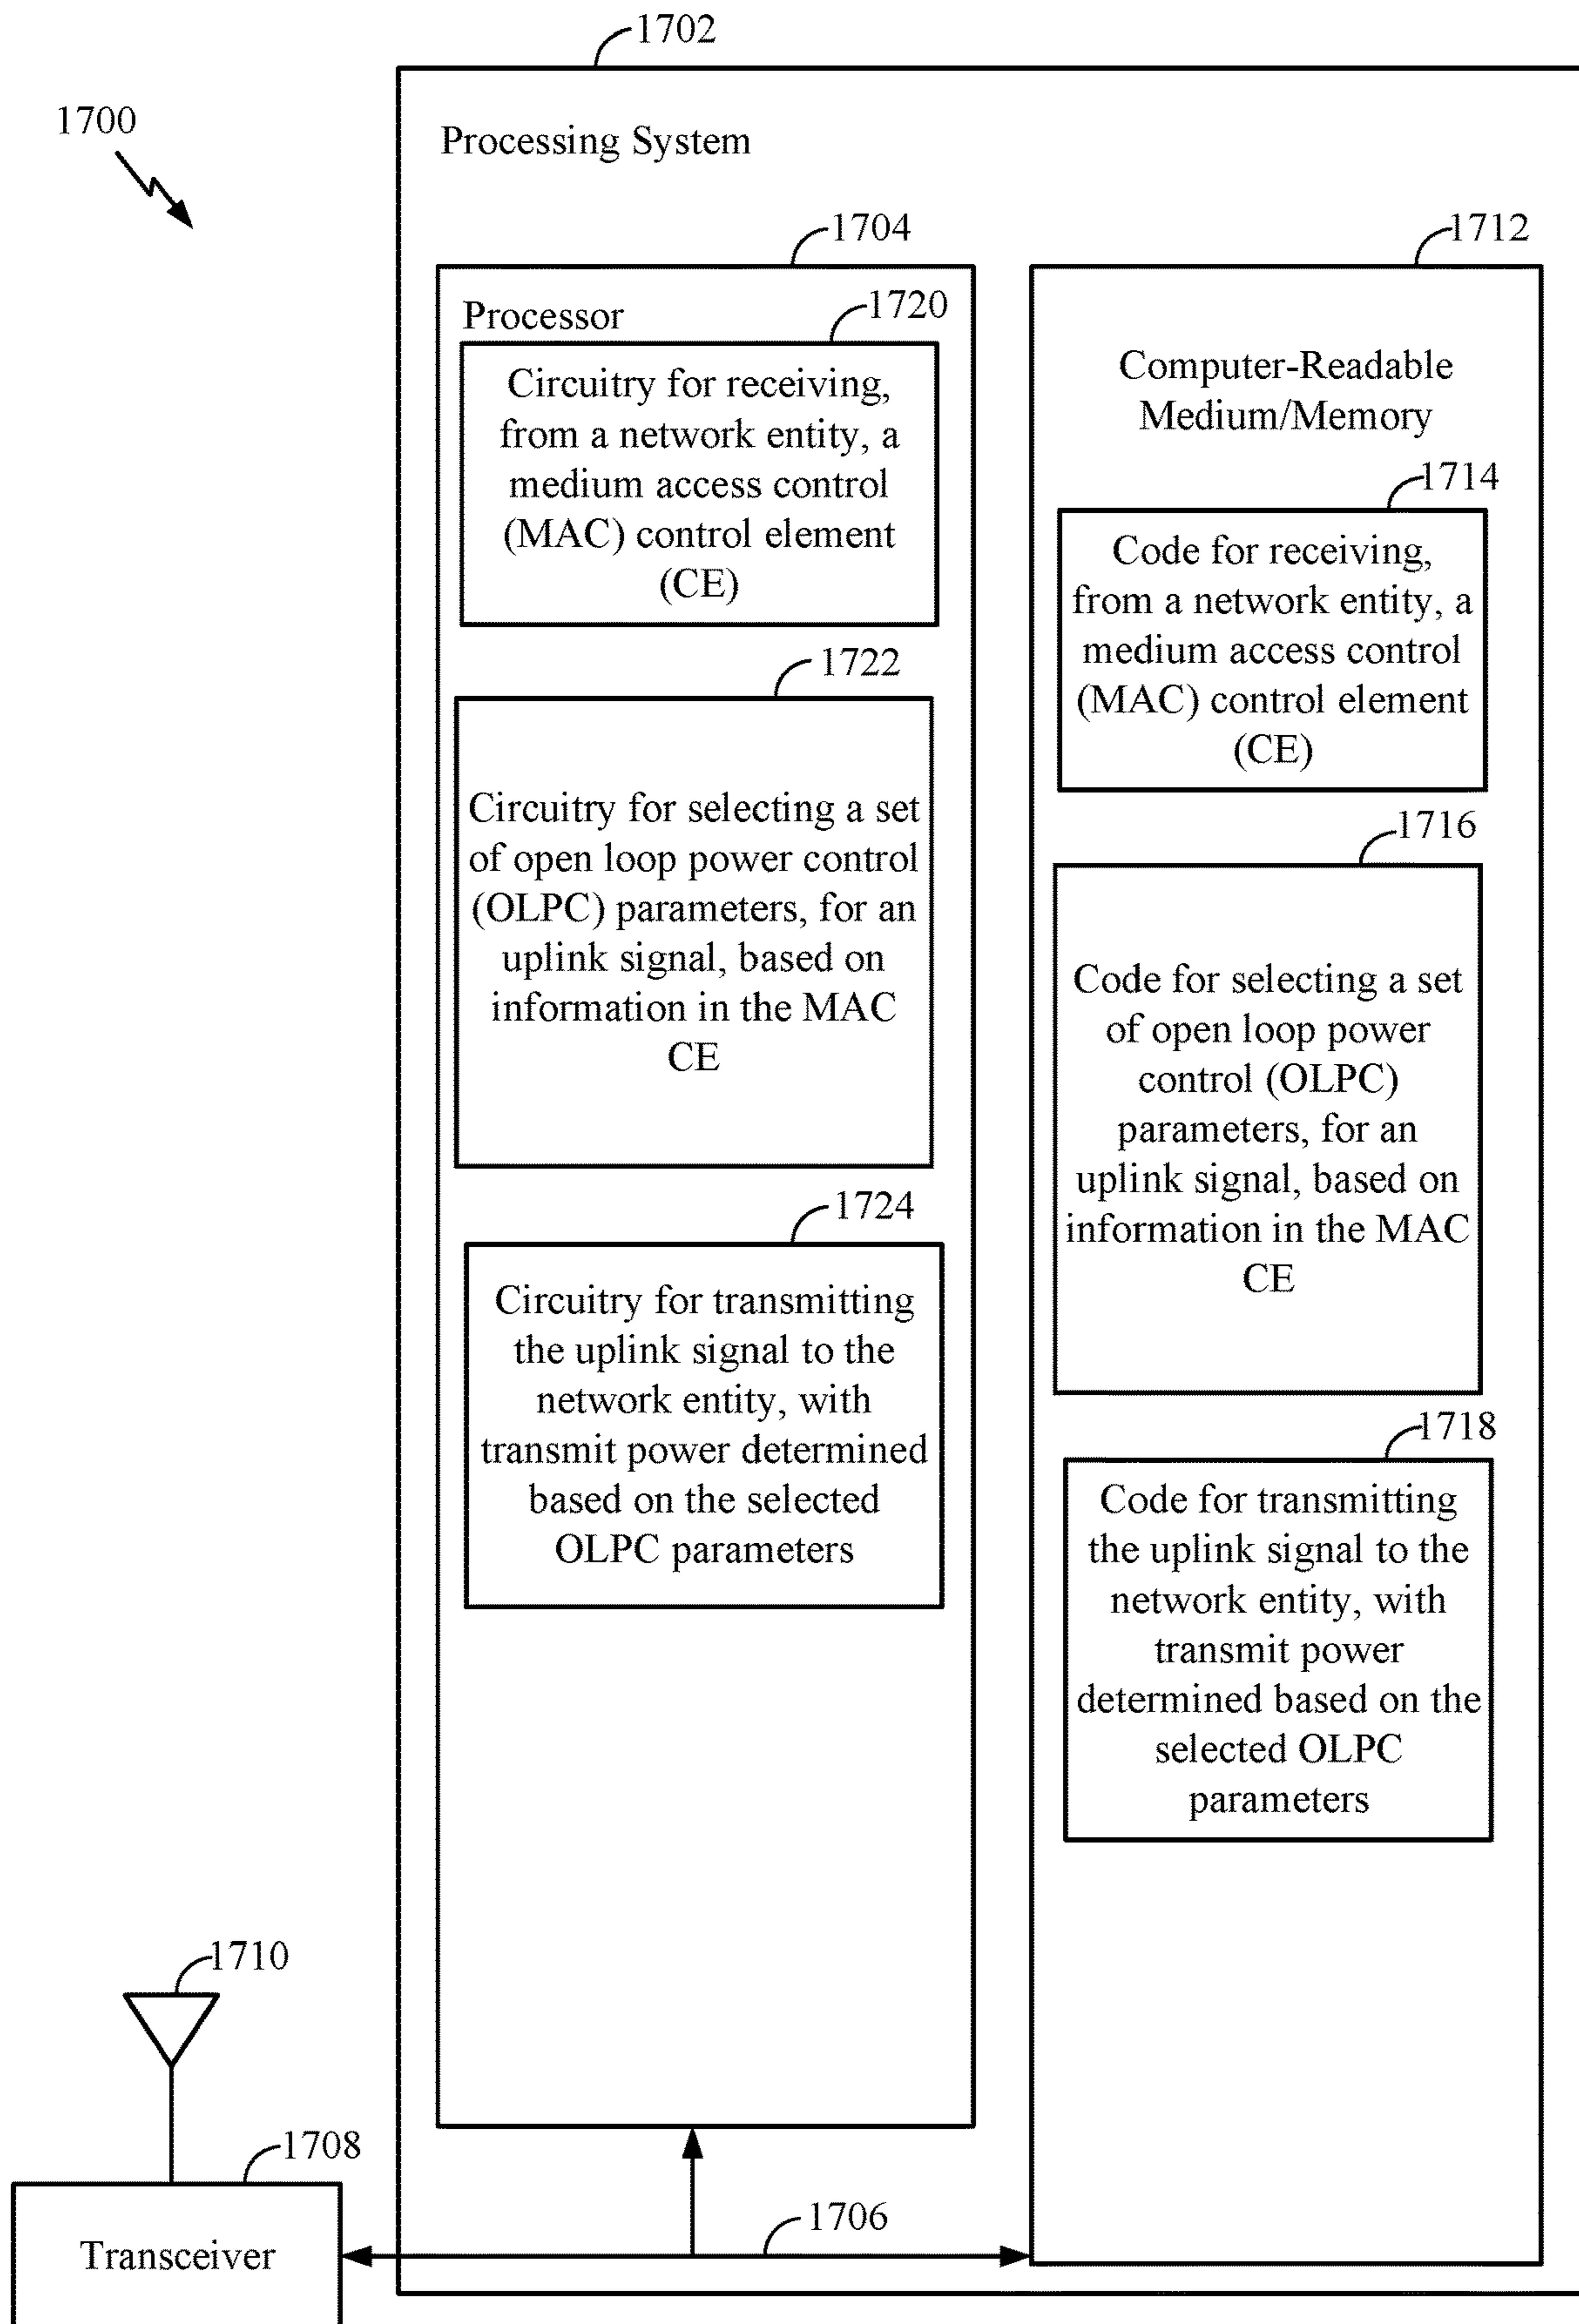 1702
1700
Processing System
1704
1712
Processor
1720
Circuitry for receiving,
from a network entity, a
medium access control
(MAC) control element
(CE)
1722
Circuitry for selecting a set
of open loop power control
(OLPC) parameters, for an
uplink signal, based on
information in the MAC
CE
1724
Circuitry for transmitting
the uplink signal to the
network entity, with
transmit power determined
based on the selected
OLPC parameters
Computer-Readable
Medium/Memory
1714
Code for receiving,
from a network entity, a
medium access control
(MAC) control element
(CE)
1716
Code for selecting a set
of open loop power
control (OLPC)
parameters, for an
uplink signal, based on
information in the MAC
CE
1718
Code for transmitting
the uplink signal to the
network entity, with
transmit power
determined based on the
selected OLPC
parameters
1710
1708
Transceiver
1706